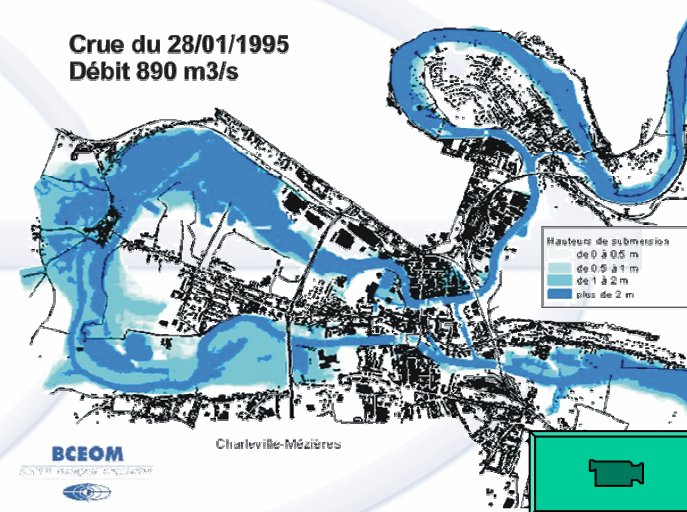 Crue du 28/01/1995
Débit 890 m3/s
Hauteurs de submersion
de 0 à 0.5 m
de 0.5 à 1 m
de 1 à 2 m
plus de 2 m
Charleville-Mézières
BCEOM